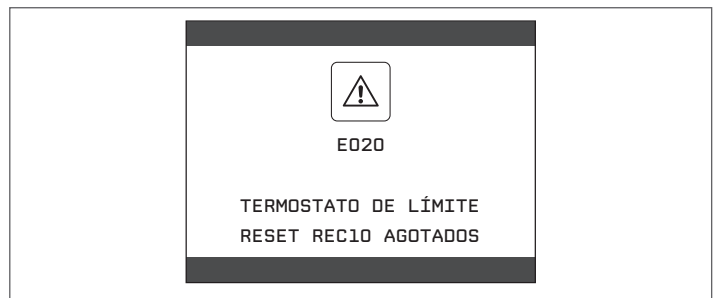 E020
TERMOSTATO DE LÍMITE
RESET REC10 AGOTADOS